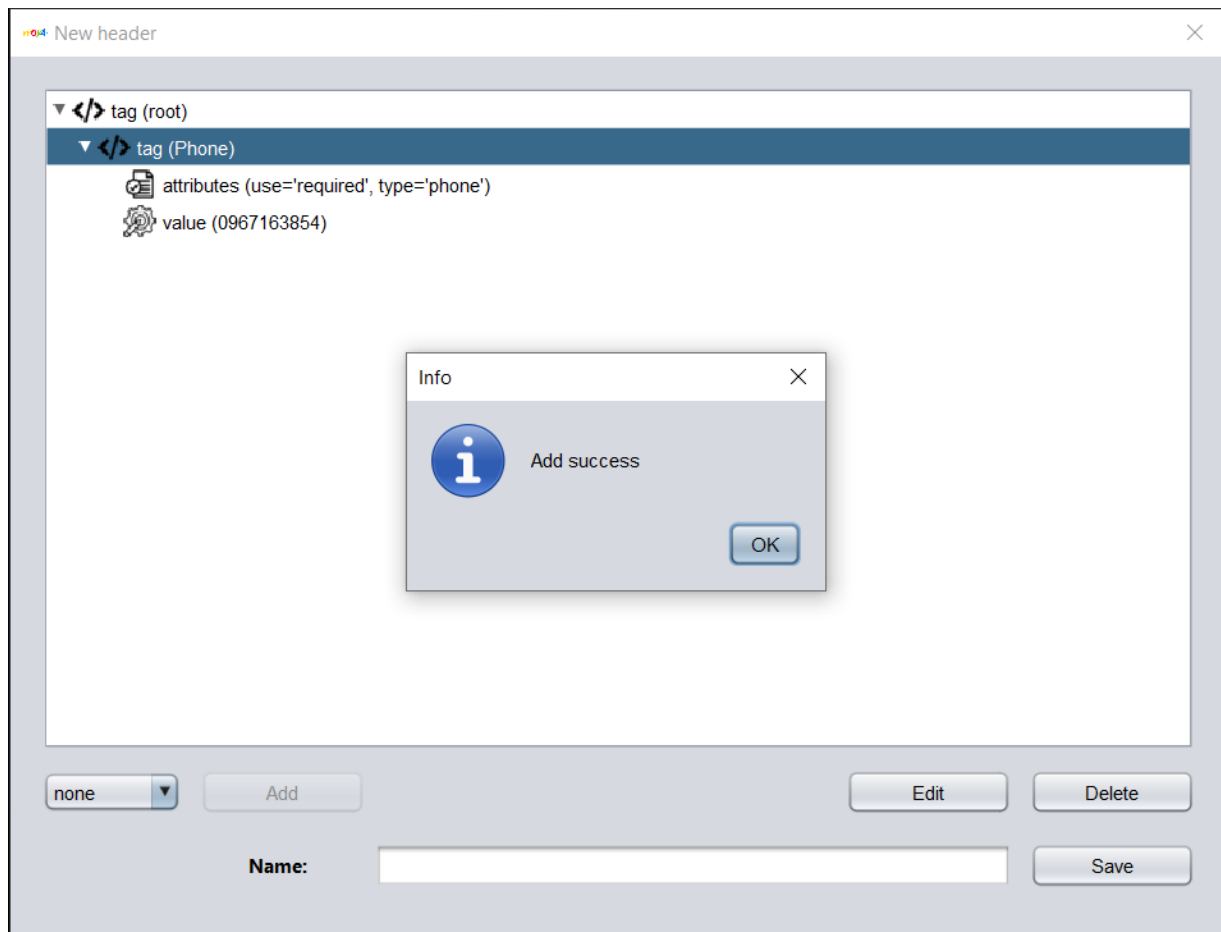 New header
tag (root)
tag (Phone)
attributes (use='required', type='phone')
value (0967163854)
Info
Add success
OK
none
Add
Edit
Delete
Name:
Save